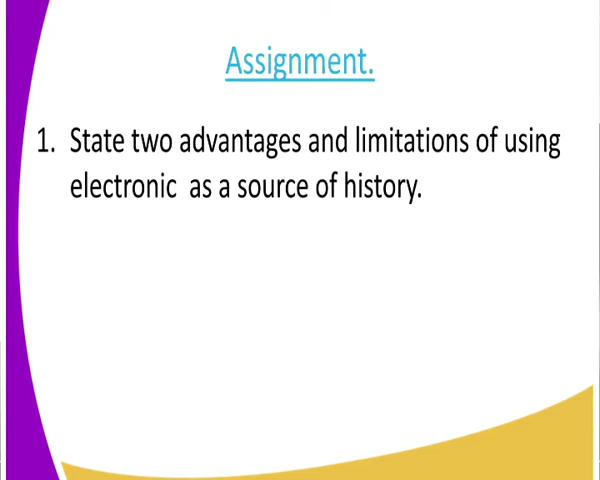 Assignment.
1. State two advantages and limitations of using
electronic as a source of history.